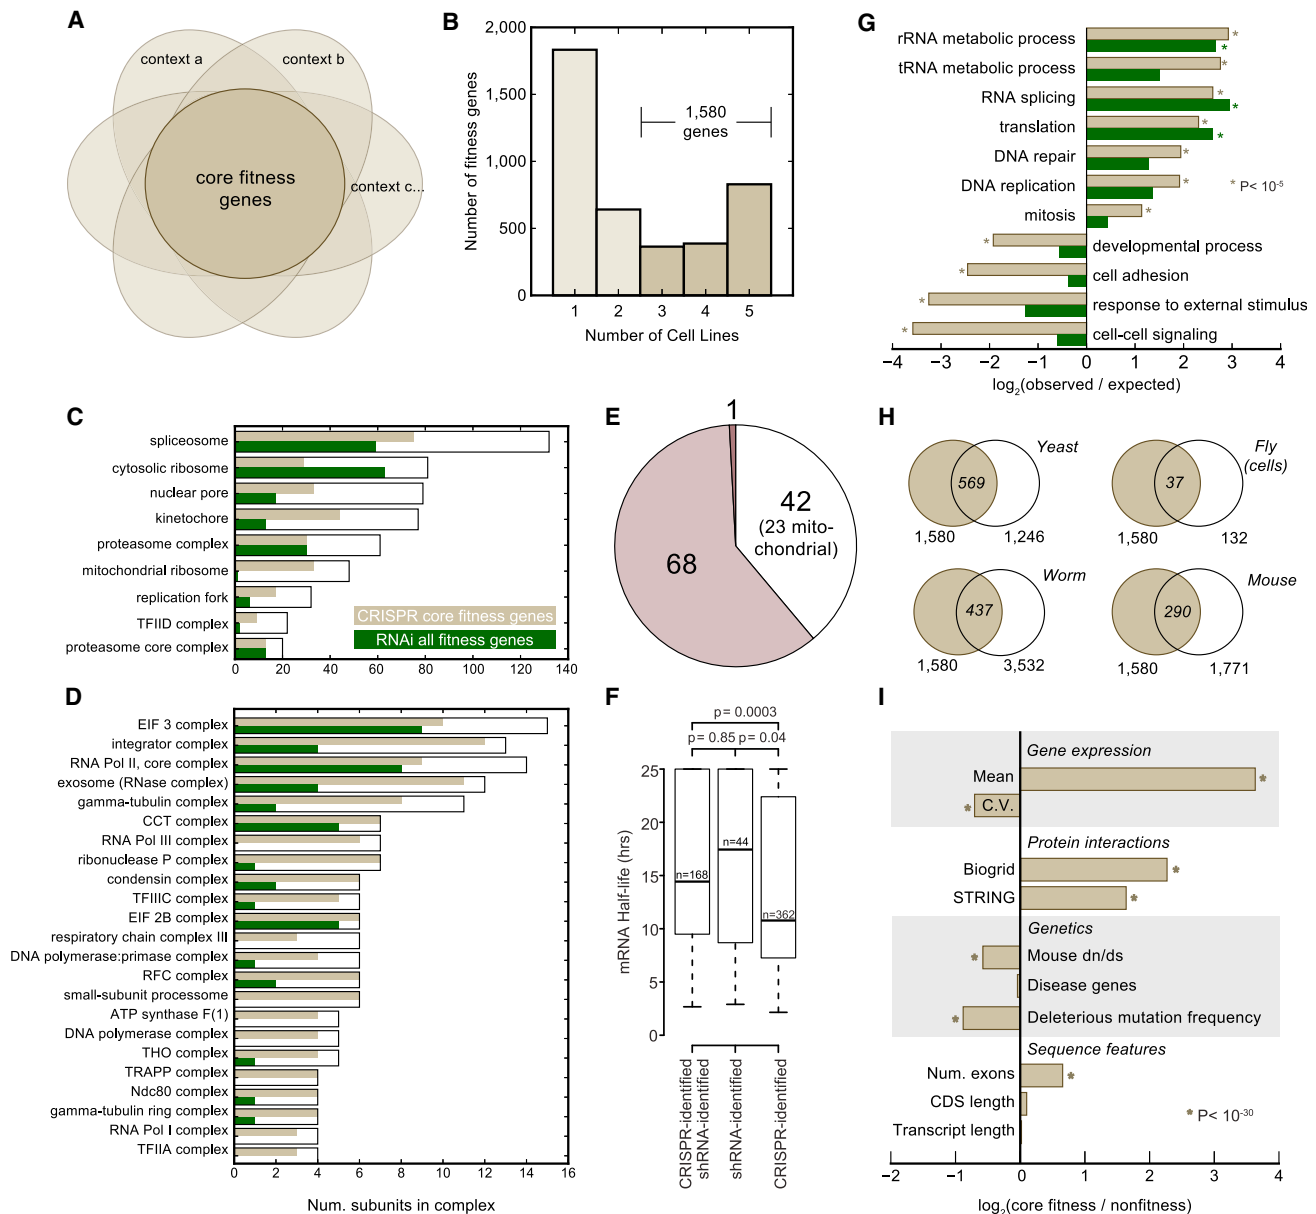 A
context a
context b
core fitness
genes
context c...
B
Number of fitness genes
2,000
1,500
1,000
500
0
1,580
genes
1 2 3 4 5
Number of Cell Lines
G
rRNA metabolic process
tRNA metabolic process
RNA splicing
translation
DNA repair
DNA replication
mitosis
developmental process
cell adhesion
response to external stimulus
cell-cell signaling
* P< 10-5
−4 −3 −2 −1 0 1 2 3 4
log2(observed / expected)
C
spliceosome
cytosolic ribosome
nuclear pore
kinetochore
proteasome complex
mitochondrial ribosome
replication fork
TFIID complex
proteasome core complex
CRISPR core fitness genes
RNAi all fitness genes
0 20 40 60 80 100 120 140
E
1
42
(23 mito-
chondrial)
68
H
Yeast
569
1,580 1,246
Fly
(cells)
37
1,580 132
Worm
437
1,580 3,532
Mouse
290
1,580 1,771
D
EIF 3 complex
integrator complex
RNA Pol II, core complex
exosome (RNase complex)
gamma-tubulin complex
CCT complex
RNA Pol III complex
ribonuclease P complex
condensin complex
TFIIIC complex
EIF 2B complex
respiratory chain complex III
DNA polymerase:primase complex
RFC complex
small-subunit processome
ATP synthase F(1)
DNA polymerase complex
THO complex
TRAPP complex
Ndc80 complex
gamma-tubulin ring complex
RNA Pol I complex
TFIIA complex
0 2 4 6 8 10 12 14 16
Num. subunits in complex
F
p = 0.0003
p = 0.85 p = 0.04
mRNA Half-life (hrs)
25
20
15
10
5
0
n=168
n=44
n=362
CRISPR-identified
shRNA-identified
shRNA-identified
CRISPR-identified
I
Gene expression
Mean
C.V.
Protein interactions
Biogrid
STRING
Genetics
Mouse dn/ds
Disease genes
Deleterious mutation frequency
Sequence features
Num. exons
CDS length
Transcript length
* P< 10-30
−2 −1 0 1 2 3 4
log2(core fitness / nonfitness)